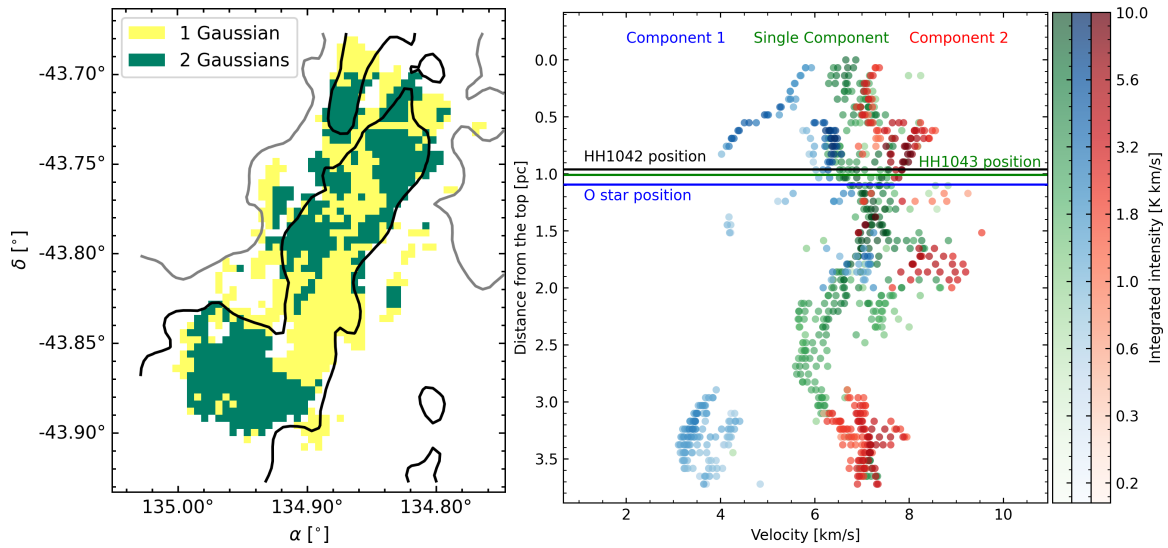 1 Gaussian
2 Gaussians
-43.70°
-43.75°
-43.80°
-43.85°
-43.90°
δ [°]
135.00°
134.90°
134.80°
α [°]
Component 1
Single Component
Component 2
0.0
0.5
1.0
1.5
2.0
2.5
3.0
3.5
Distance from the top [pc]
HH1042 position
HH1043 position
O star position
2
4
6
8
10
Velocity [km/s]
10.0
5.6
3.2
1.8
1.0
0.6
0.3
0.2
Integrated intensity [K km/s]